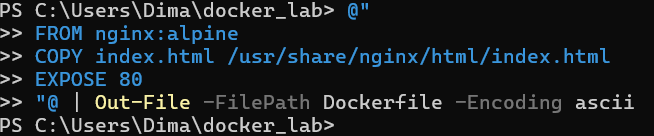 PS C:\Users\Dima\docker_lab> @"
>> FROM nginx:alpine
>> COPY index.html /usr/share/nginx/html/index.html
>> EXPOSE 80
>> "@ | Out-File -FilePath Dockerfile -Encoding ascii
PS C:\Users\Dima\docker_lab>